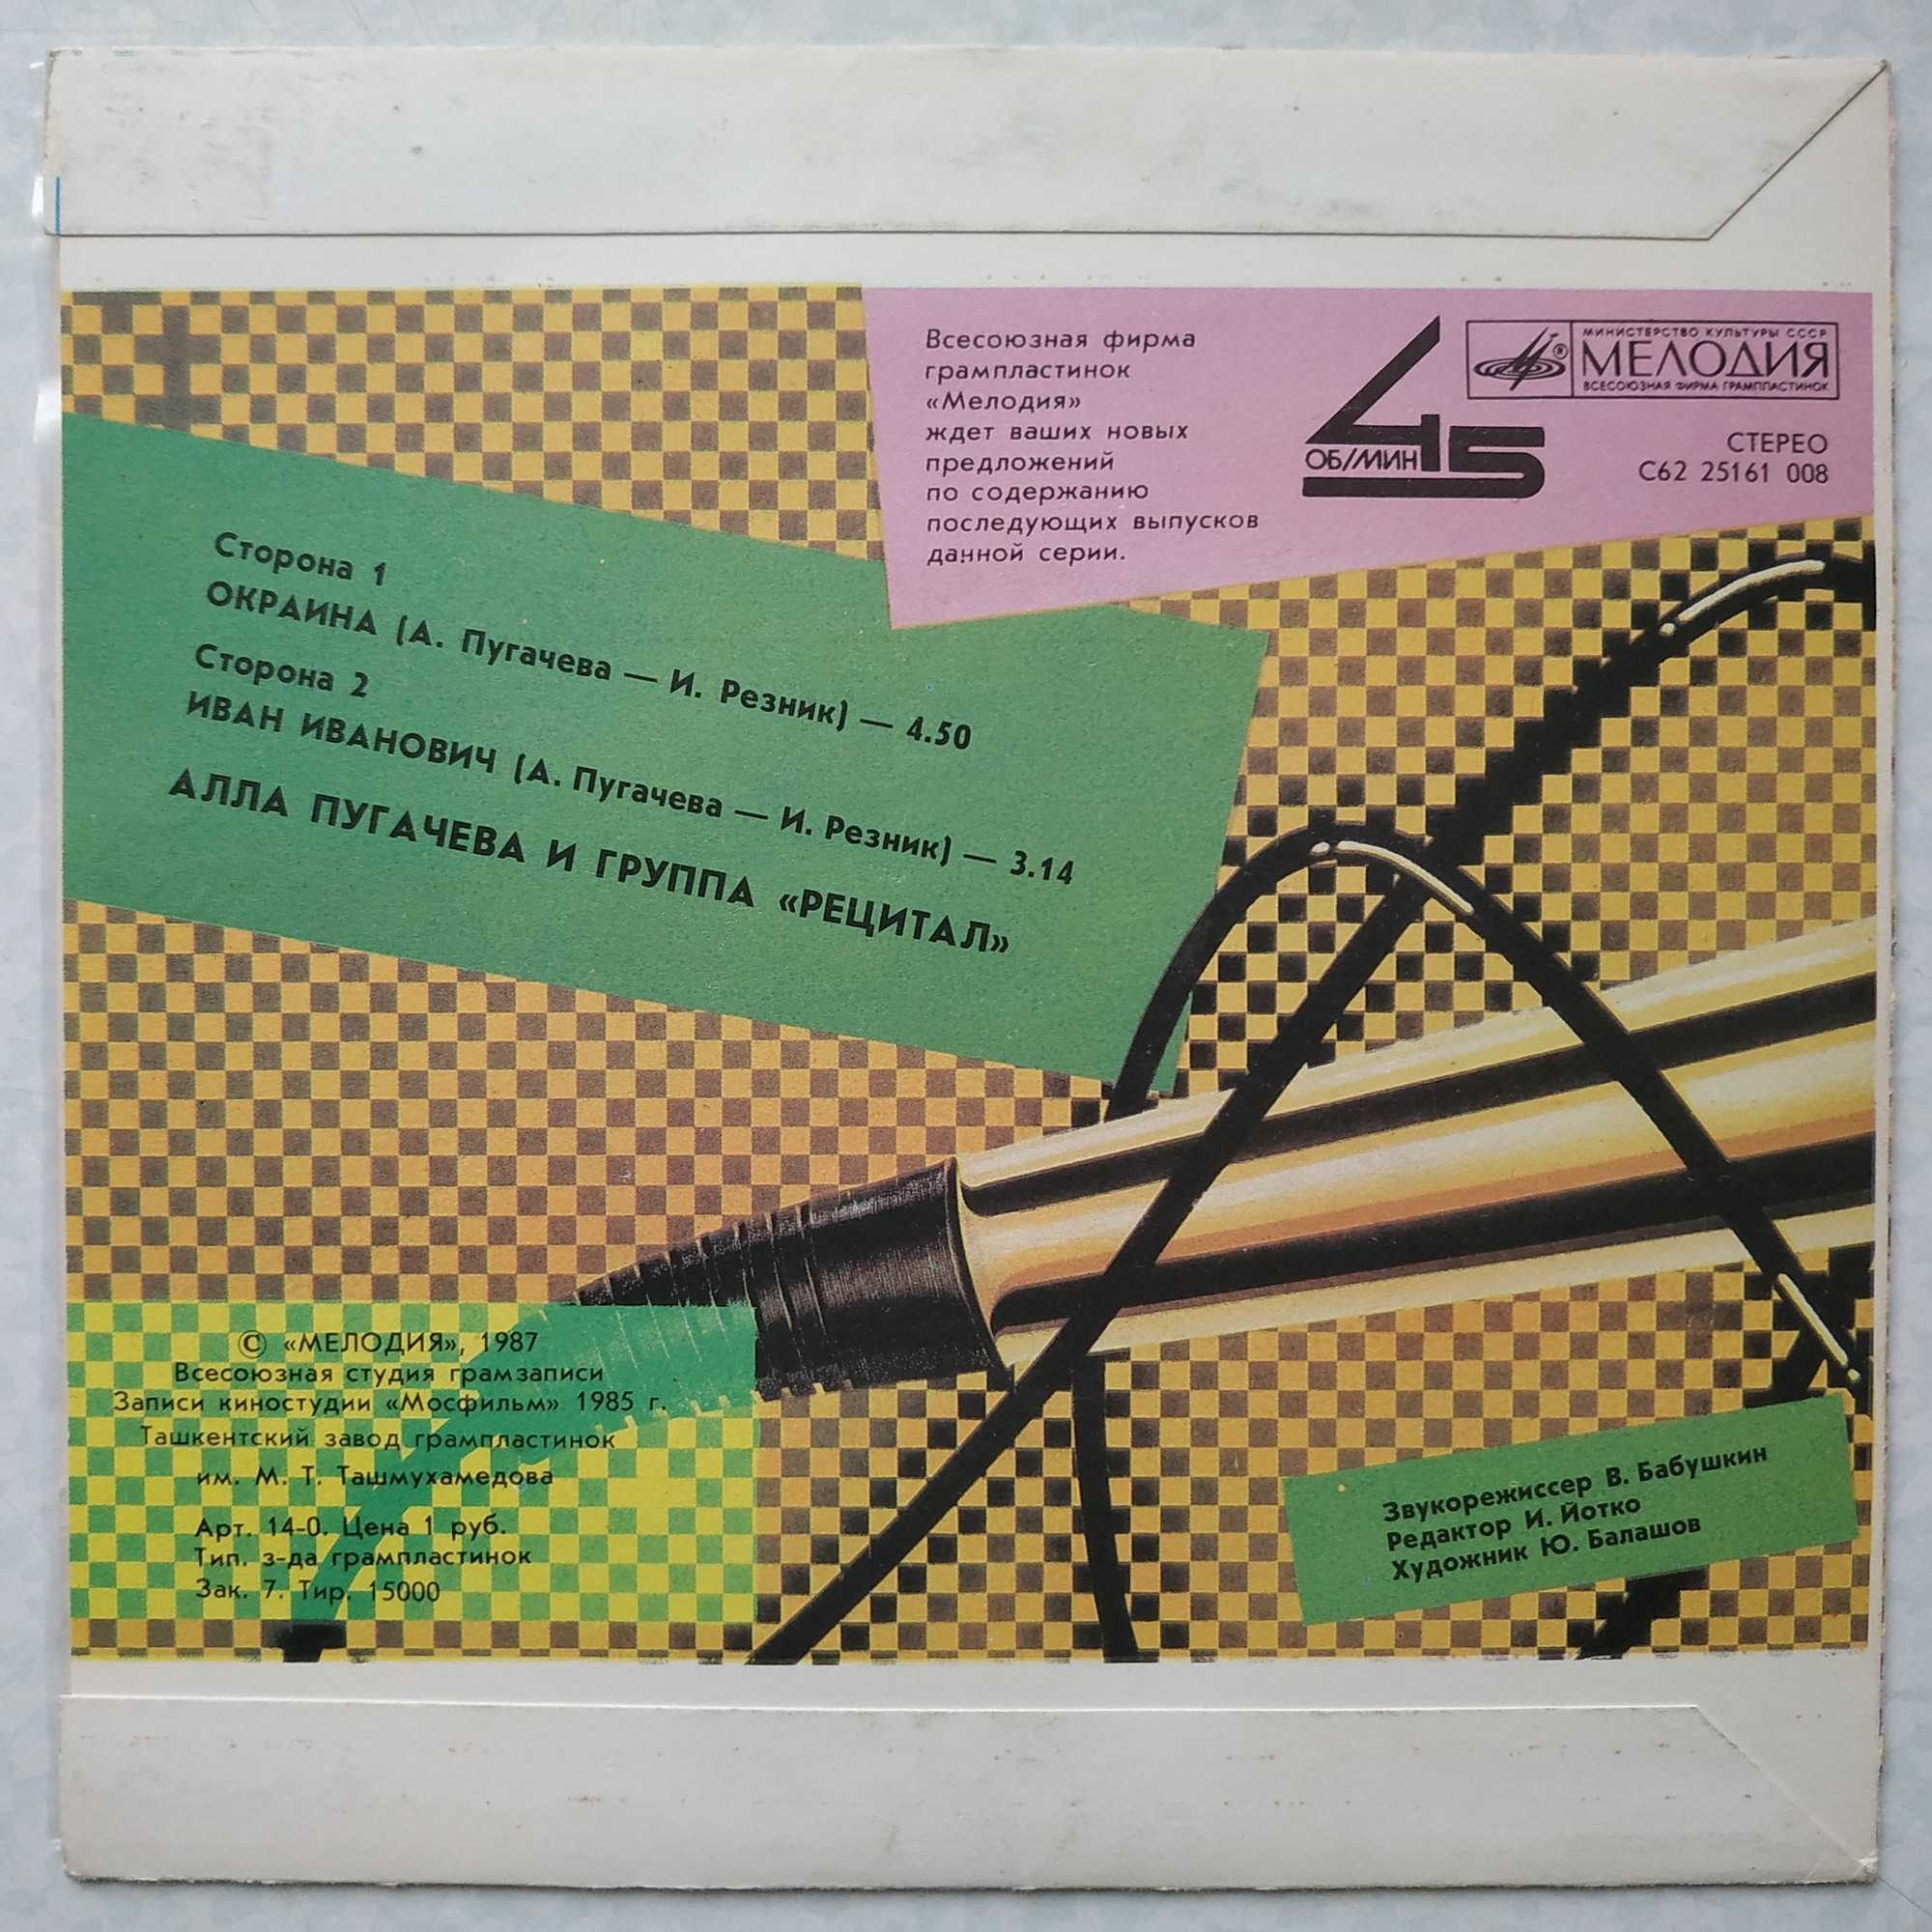 Всесоюзная фирма
грампластинок
«Мелодия»
ждет ваших новых
предложений
по содержанию
последующих выпусков
данной серии.
45
ОБ/МИН
МИНИСТЕРСТВО КУЛЬТУРЫ СССР
® МЕЛОДИЯ
ВСЕСОЮЗНАЯ ФИРМА ГРАМПЛАСТИНОК
СТЕРЕО
С62 25161 008
Сторона 1
ОКРАИНА (А. Пугачева — И. Резник) — 4.50
Сторона 2
ИВАН ИВАНОВИЧ (А. Пугачева — И. Резник) — 3.14
АЛЛА ПУГАЧЕВА И ГРУППА «РЕЦИТАЛ»
© «МЕЛОДИЯ», 1987
Всесоюзная студия грамзаписи
Записи киностудии «Мосфильм» 1985 г.
Ташкентский завод грампластинок
им. М. Т. Ташмухамедова
Арт. 14-0. Цена 1 руб.
Тип. з-да грампластинок
Зак. 7. Тир. 15000
Звукорежиссер В. Бабушкин
Редактор И. Йотко
Художник Ю. Балашов